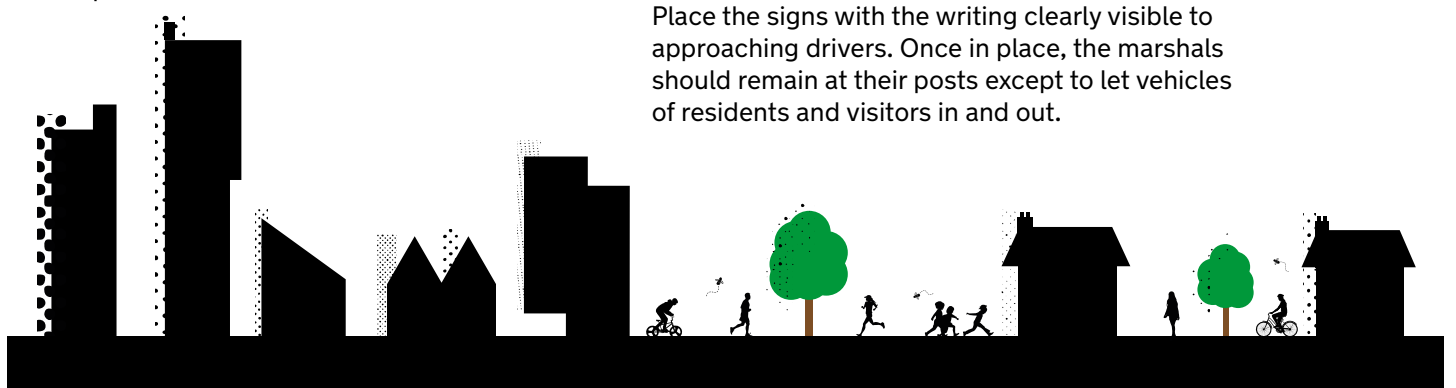 Place the signs with the writing clearly visible to
approaching drivers. Once in place, the marshals
should remain at their posts except to let vehicles
of residents and visitors in and out.